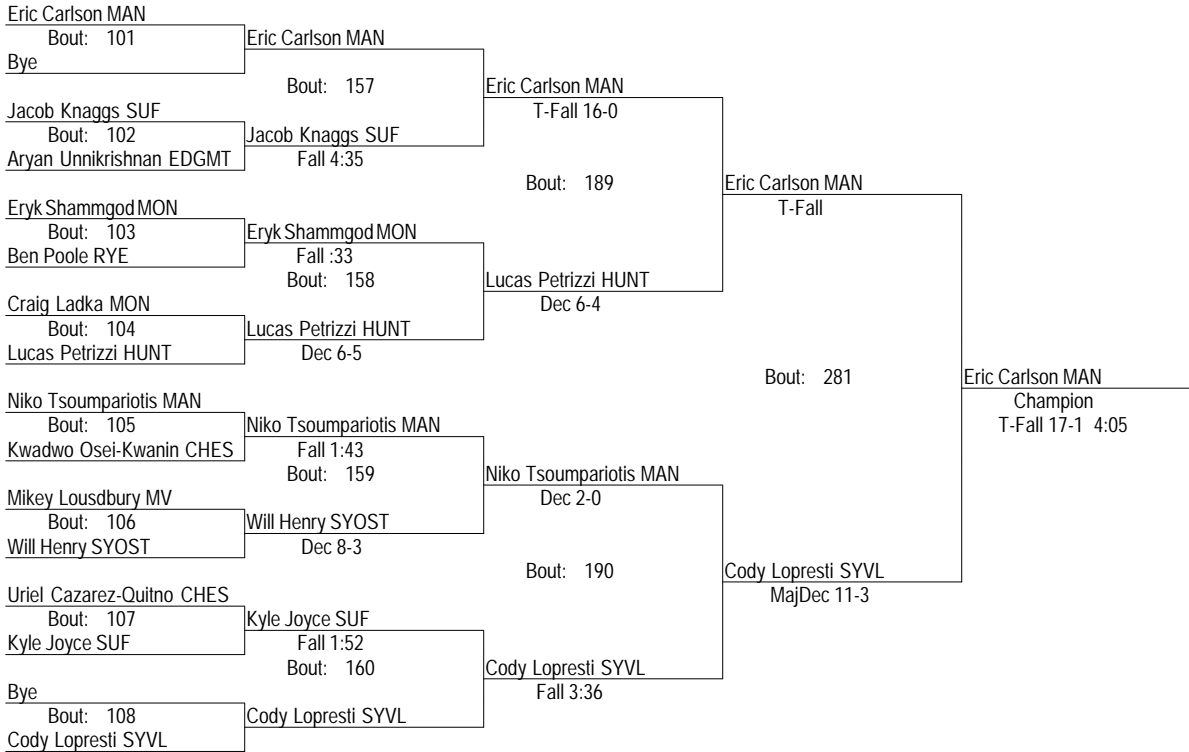 Eric Carlson MAN
Bout: 101
Eric Carlson MAN
Bye
Bout: 157
Eric Carlson MAN
T-Fall 16-0
Jacob Knaggs SUF
Bout: 102
Jacob Knaggs SUF
Aryan Unnikrishnan EDGMT
Fall 4:35
Bout: 189
Eric Carlson MAN
T-Fall
Eryk Shammgod MON
Bout: 103
Eryk Shammgod MON
Ben Poole RYE
Fall :33
Bout: 158
Lucas Petrizzi HUNT
Dec 6-4
Craig Ladka MON
Bout: 104
Lucas Petrizzi HUNT
Lucas Petrizzi HUNT
Dec 6-5
Bout: 281
Eric Carlson MAN
Champion
T-Fall 17-1 4:05
Niko Tsoumpariotis MAN
Bout: 105
Niko Tsoumpariotis MAN
Kwadwo Osei-Kwanin CHES
Fall 1:43
Bout: 159
Niko Tsoumpariotis MAN
Dec 2-0
Mikey Lousdbury MV
Bout: 106
Will Henry SYOST
Will Henry SYOST
Dec 8-3
Bout: 190
Cody Lopresti SYVL
MajDec 11-3
Uriel Cazarez-Quitno CHES
Bout: 107
Kyle Joyce SUF
Kyle Joyce SUF
Fall 1:52
Bout: 160
Cody Lopresti SYVL
Fall 3:36
Bye
Bout: 108
Cody Lopresti SYVL
Cody Lopresti SYVL